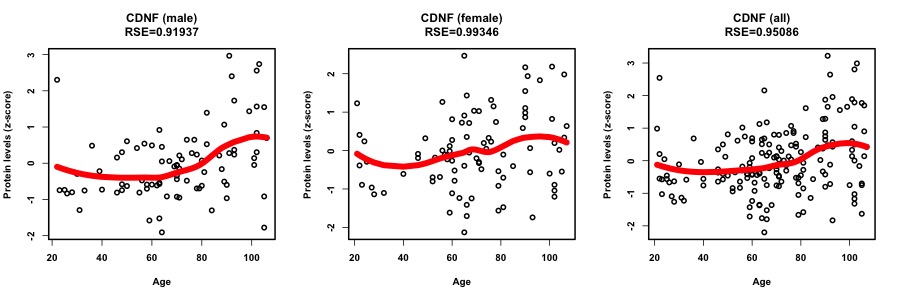 CDNF (male)
RSE=0.91937
Protein levels (z-score)
3
2
1
0
-1
-2
20 40 60 80 100
Age
CDNF (female)
RSE=0.99346
Protein levels (z-score)
2
1
0
-1
-2
20 40 60 80 100
Age
CDNF (all)
RSE=0.95086
Protein levels (z-score)
3
2
1
0
-1
-2
20 40 60 80 100
Age